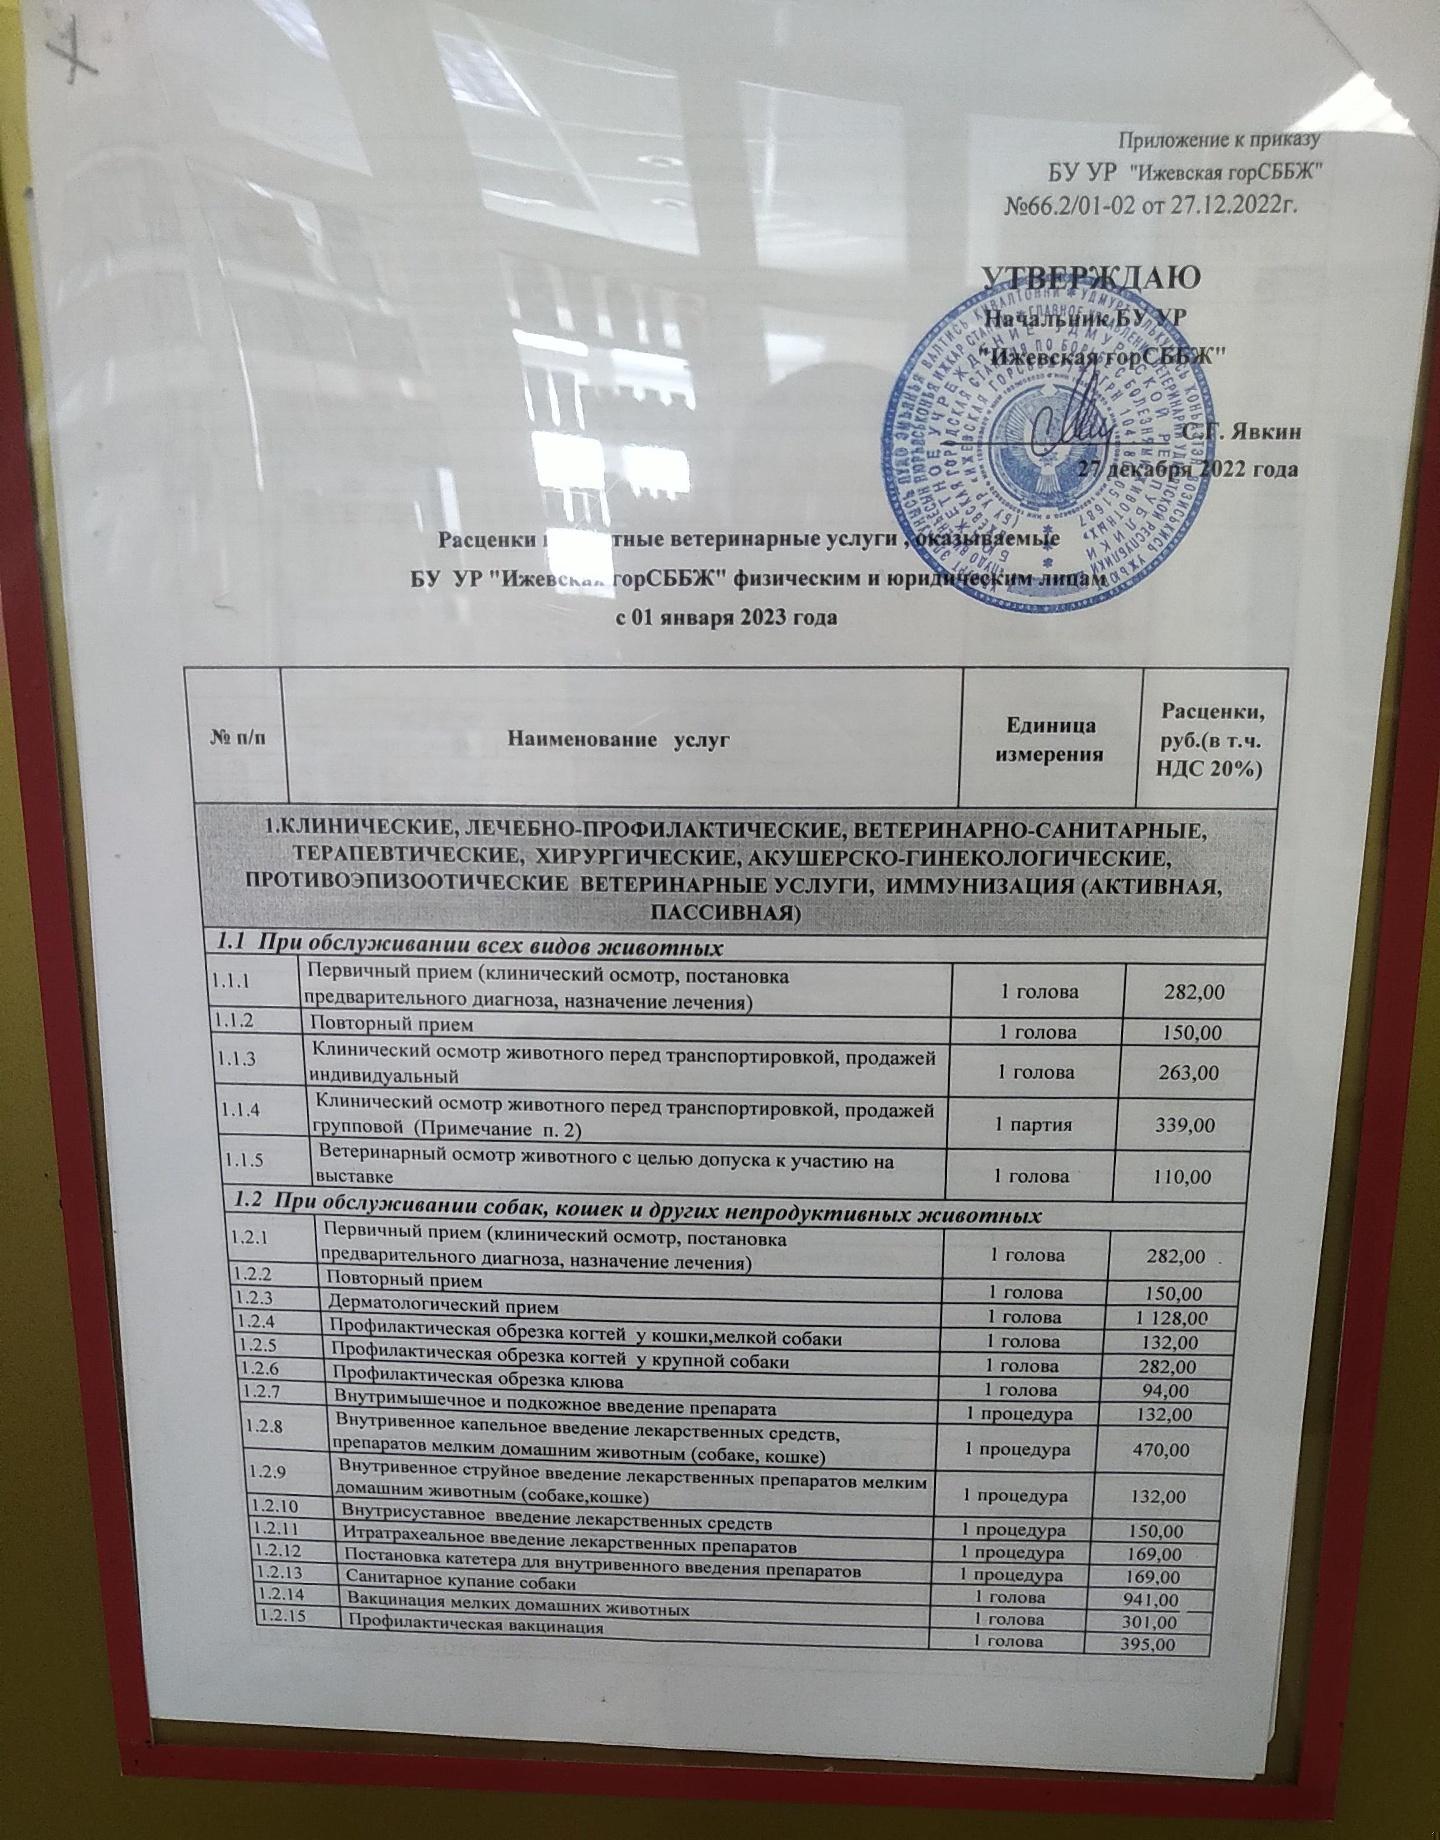 Приложение к приказу
БУ УР "Ижевская горСББЖ"
№66.2/01-02 от 27.12.2022г.
УТВЕРЖДАЮ
Начальник БУ УР
"Ижевская горСББЖ"
С.Г. Явкин
27 декабря 2022 года
Расценки тные ветеринарные услуги , оказываемые
БУ УР "Ижевская горСББЖ" физическим и юридическим лицам
с 01 января 2023 года
№ п/п
Наименование услуг
Единица
измерения
Расценки,
руб.(в т.ч.
НДС 20%)
1.КЛИНИЧЕСКИЕ, ЛЕЧЕБНО-ПРОФИЛАКТИЧЕСКИЕ, ВЕТЕРИНАРНО-САНИТАРНЫЕ,
ТЕРАПЕВТИЧЕСКИЕ, ХИРУРГИЧЕСКИЕ, АКУШЕРСКО-ГИНЕКОЛОГИЧЕСКИЕ,
ПРОТИВОЭПИЗООТИЧЕСКИЕ ВЕТЕРИНАРНЫЕ УСЛУГИ, ИММУНИЗАЦИЯ (АКТИВНАЯ,
ПАССИВНАЯ)
1.1 При обслуживании всех видов животных
1.1.1 Первичный прием (клинический осмотр, постановка
предварительного диагноза, назначение лечения) 1 голова 282,00
1.1.2 Повторный прием 1 голова 150,00
1.1.3 Клинический осмотр животного перед транспортировкой, продажей
индивидуальный 1 голова 263,00
1.1.4 Клинический осмотр животного перед транспортировкой, продажей
групповой (Примечание п. 2) 1 партия 339,00
1.1.5 Ветеринарный осмотр животного с целью допуска к участию на
выставке 1 голова 110,00
1.2 При обслуживании собак, кошек и других непродуктивных животных
1.2.1 Первичный прием (клинический осмотр, постановка
предварительного диагноза, назначение лечения) 1 голова 282,00
1.2.2 Повторный прием 1 голова 150,00
1.2.3 Дерматологический прием 1 голова 1 128,00
1.2.4 Профилактическая обрезка когтей у кошки,мелкой собаки 1 голова 132,00
1.2.5 Профилактическая обрезка когтей у крупной собаки 1 голова 282,00
1.2.6 Профилактическая обрезка клюва 1 голова 94,00
1.2.7 Внутримышечное и подкожное введение препарата 1 процедура 132,00
1.2.8 Внутривенное капельное введение лекарственных средств,
препаратов мелким домашним животным (собаке, кошке) 1 процедура 470,00
1.2.9 Внутривенное струйное введение лекарственных препаратов мелким
домашним животным (собаке,кошке) 1 процедура 132,00
1.2.10 Внутрисуставное введение лекарственных средств 1 процедура 150,00
1.2.11 Итратрахеальное введение лекарственных препаратов 1 процедура 169,00
1.2.12 Постановка катетера для внутривенного введения препаратов 1 процедура 169,00
1.2.13 Санитарное купание собаки 1 голова 941,00
1.2.14 Вакцинация мелких домашних животных 1 голова 301,00
1.2.15 Профилактическая вакцинация 1 голова 395,00